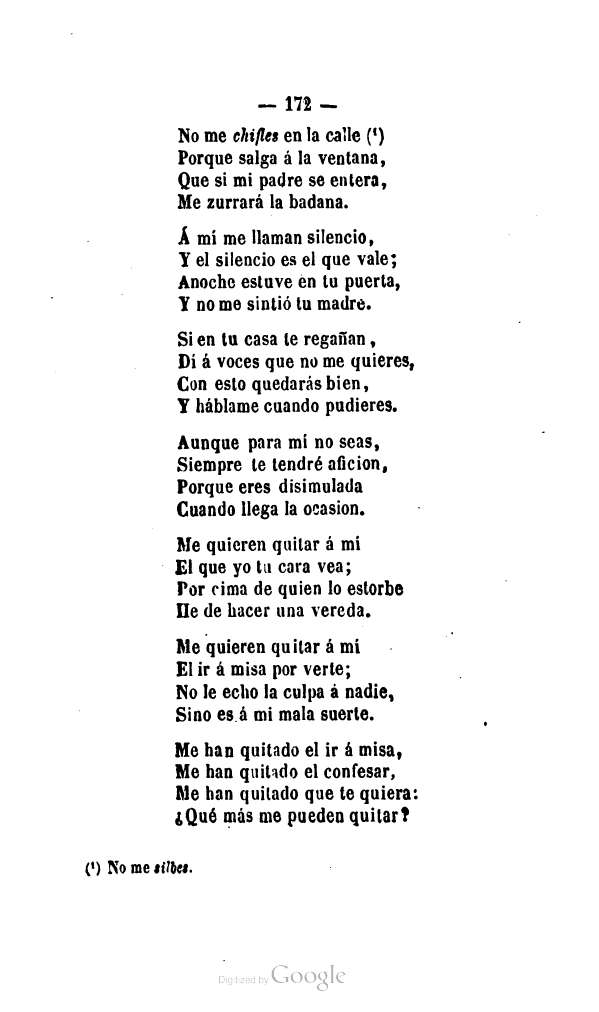 — 172 —
No me chifles en la calle (¹)
Porque salga á la ventana,
Que si mi padre se entera,
Me zurrará la badana.
Á mí me llaman silencio,
Y el silencio es el que vale;
Anoche estuve en tu puerta,
Y no me sintió tu madre.
Si en tu casa te regañan,
Di á voces que no me quieres,
Con esto quedarás bien,
Y háblame cuando pudieres.
Aunque para mí no seas,
Siempre te tendré aficion,
Porque eres disimulada
Cuando llega la ocasion.
Me quieren quitar á mí
El que yo tu cara vea;
Por cima de quien lo estorbe
He de hacer una vereda.
Me quieren quitar á mí
El ir á misa por verte;
No le echo la culpa á nadie,
Sino es á mi mala suerte.
Me han quitado el ir á misa,
Me han quitado el confesar,
Me han quitado que te quiera:
¿Qué más me pueden quitar?
(¹) No me silbes.
Digitized by Google